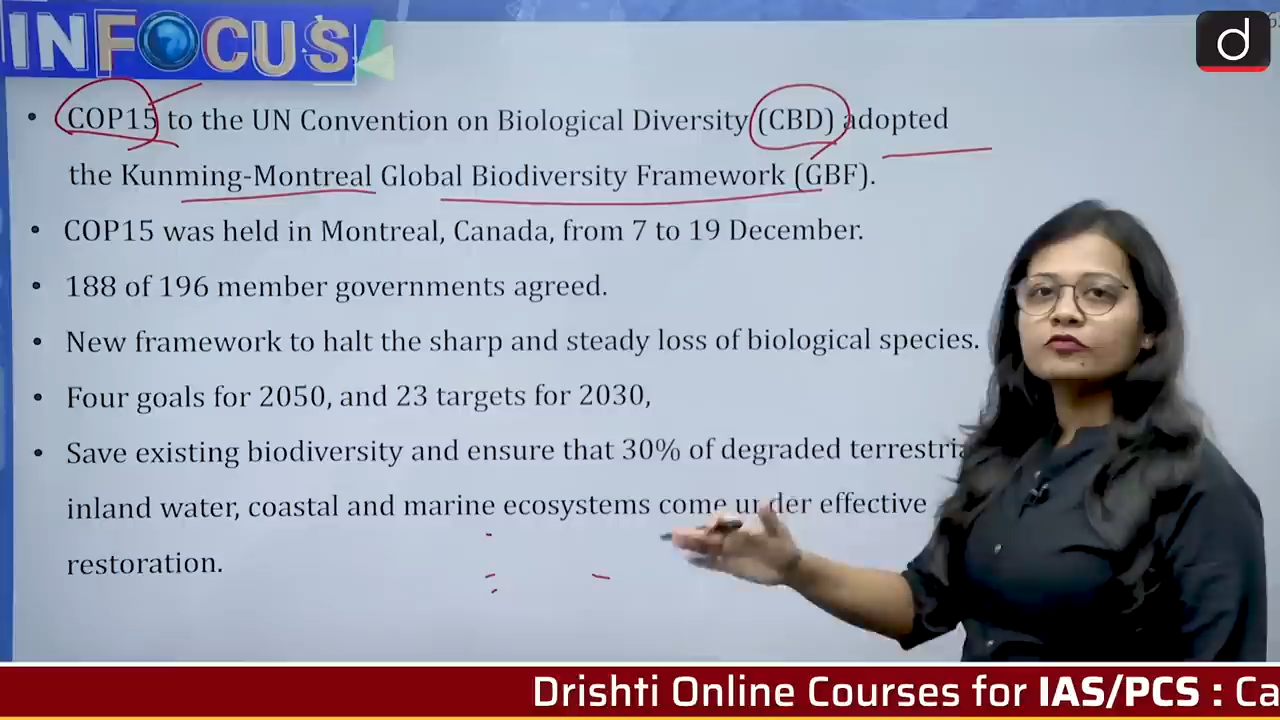 INFOCUS
d
• COP15 to the UN Convention on Biological Diversity (CBD) adopted
the Kunming-Montreal Global Biodiversity Framework (GBF).
• COP15 was held in Montreal, Canada, from 7 to 19 December.
• 188 of 196 member governments agreed.
• New framework to halt the sharp and steady loss of biological species.
• Four goals for 2050, and 23 targets for 2030,
• Save existing biodiversity and ensure that 30% of degraded
inland water, coastal and marine ecosystems come under effective
restoration.
Drishti Online Courses for IAS/PCS : Ca